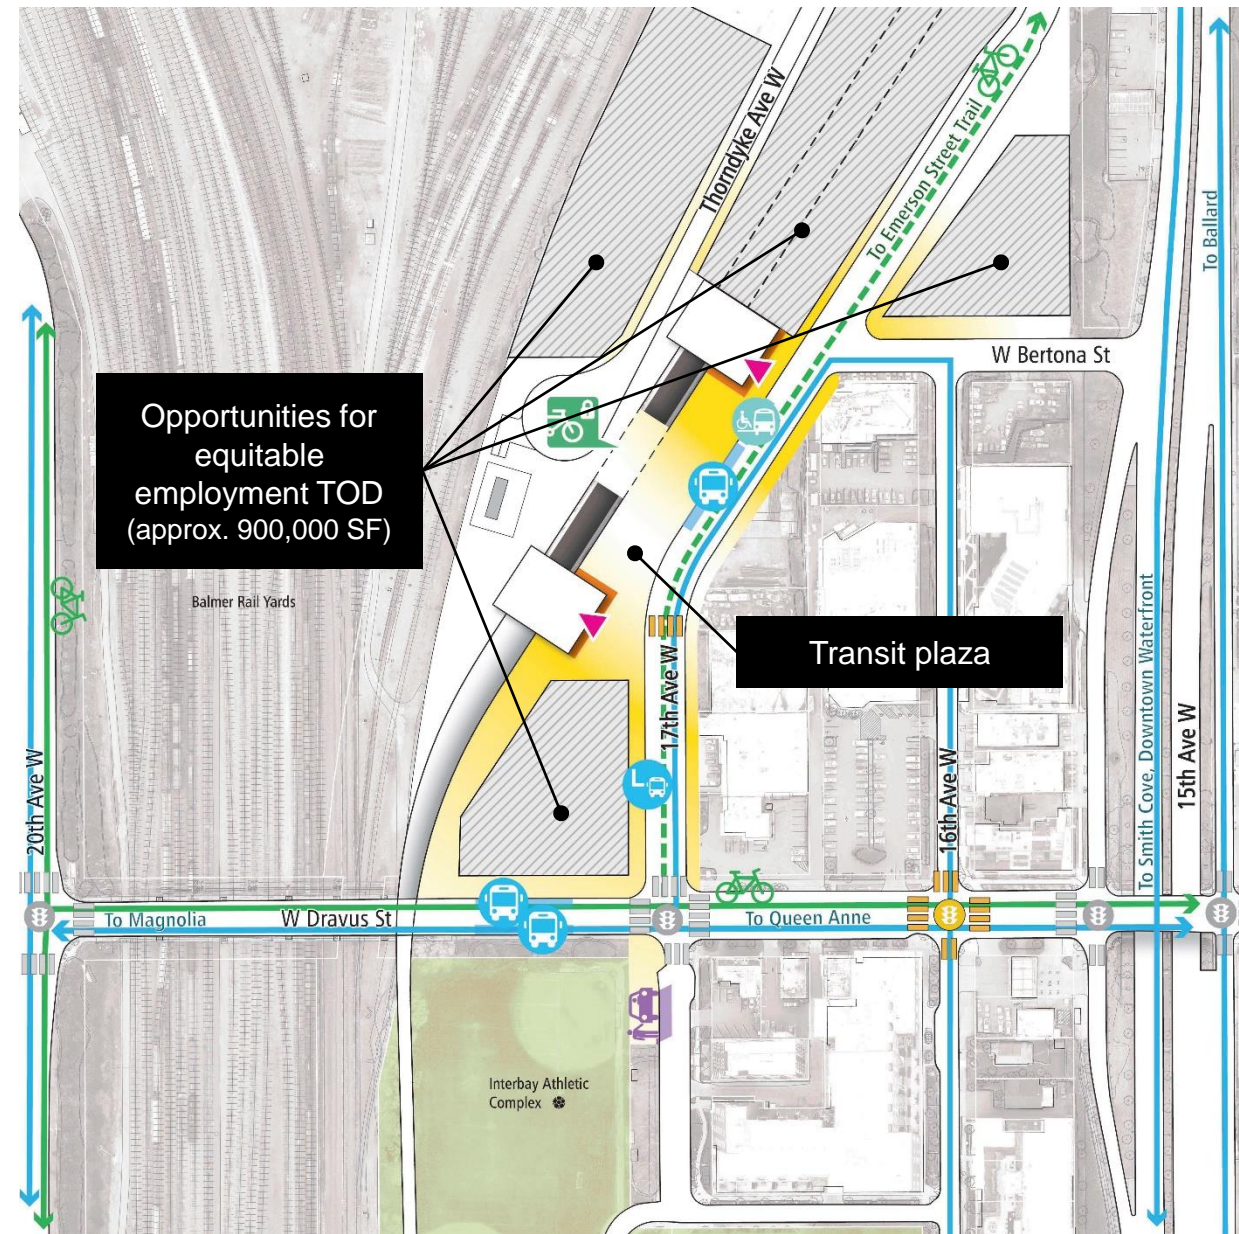 Thorndyke Ave W
To Emerson Street Trail
To Ballard
W Bertona St
Opportunities for
equitable
employment TOD
(approx. 900,000 SF)
Balmer Rail Yards
Transit plaza
17th Ave W
20th Ave W
16th Ave W
To Smith Cove, Downtown Waterfront
15th Ave W
L
To Magnolia
W Dravus St
To Queen Anne
Interbay Athletic
Complex